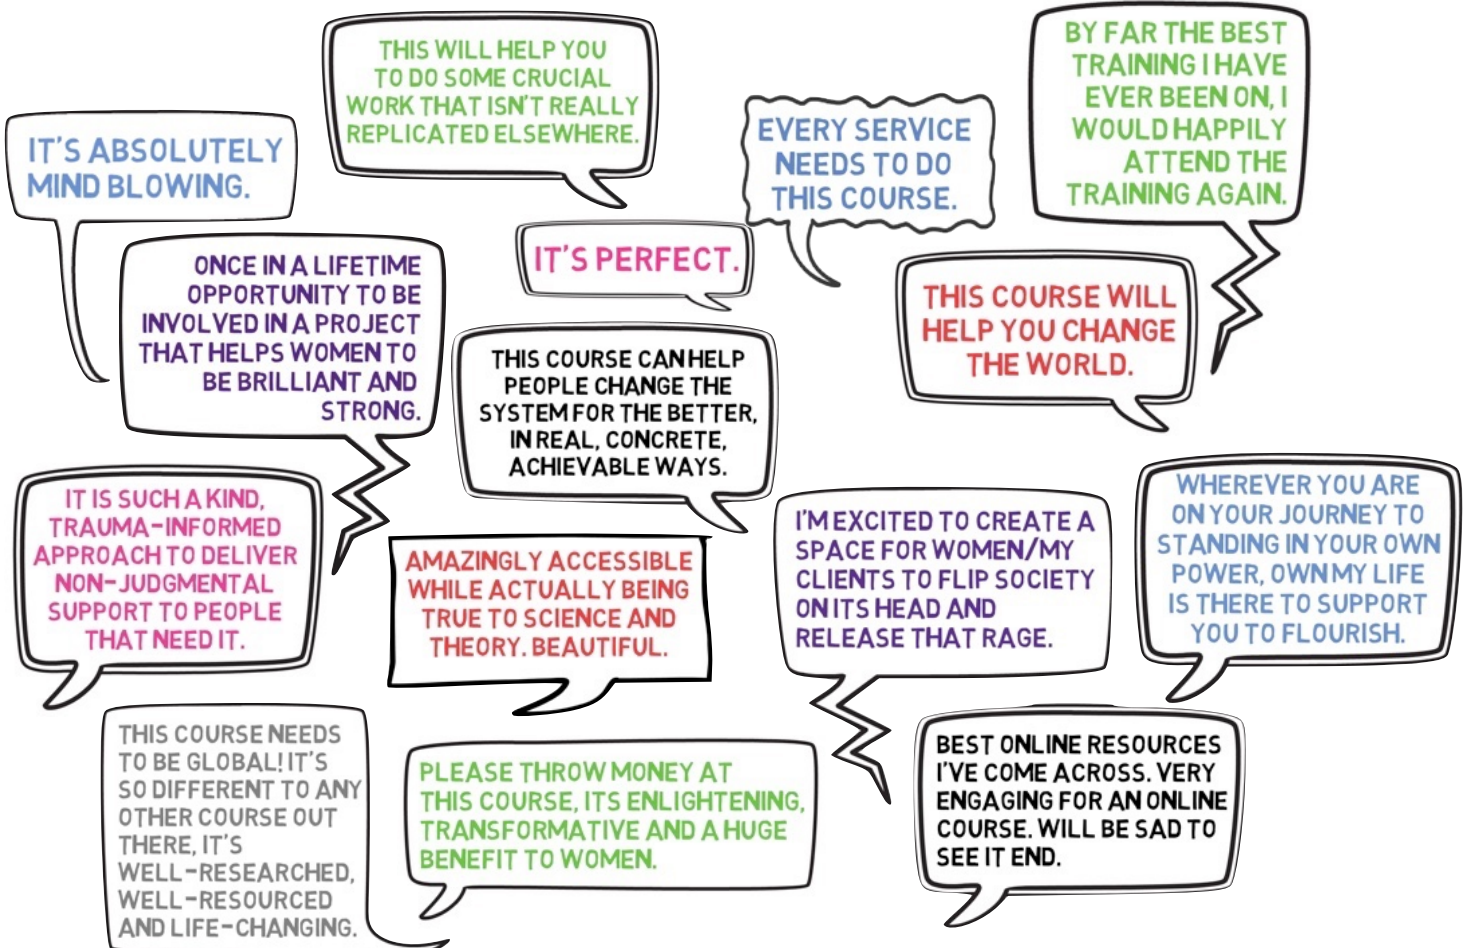 IT'S ABSOLUTELY
MIND BLOWING.
THIS WILL HELP YOU
TO DO SOME CRUCIAL
WORK THAT ISN'T REALLY
REPLICATED ELSEWHERE.
EVERY SERVICE
NEEDS TO DO
THIS COURSE.
BY FAR THE BEST
TRAINING I HAVE
EVER BEEN ON, I
WOULD HAPPILY
ATTEND THE
TRAINING AGAIN.
ONCE IN A LIFETIME
OPPORTUNITY TO BE
INVOLVED IN A PROJECT
THAT HELPS WOMEN TO
BE BRILLIANT AND
STRONG.
IT'S PERFECT.
THIS COURSE WILL
HELP YOU CHANGE
THE WORLD.
THIS COURSE CAN HELP
PEOPLE CHANGE THE
SYSTEM FOR THE BETTER,
IN REAL, CONCRETE,
ACHIEVABLE WAYS.
IT IS SUCH A KIND,
TRAUMA-INFORMED
APPROACH TO DELIVER
NON-JUDGMENTAL
SUPPORT TO PEOPLE
THAT NEED IT.
AMAZINGLY ACCESSIBLE
WHILE ACTUALLY BEING
TRUE TO SCIENCE AND
THEORY. BEAUTIFUL.
I'M EXCITED TO CREATE A
SPACE FOR WOMEN/MY
CLIENTS TO FLIP SOCIETY
ON ITS HEAD AND
RELEASE THAT RAGE.
WHEREVER YOU ARE
ON YOUR JOURNEY TO
STANDING IN YOUR OWN
POWER, OWN MY LIFE
IS THERE TO SUPPORT
YOU TO FLOURISH.
THIS COURSE NEEDS
TO BE GLOBAL! IT'S
SO DIFFERENT TO ANY
OTHER COURSE OUT
THERE, IT'S
WELL-RESEARCHED,
WELL-RESOURCED
AND LIFE-CHANGING.
PLEASE THROW MONEY AT
THIS COURSE, ITS ENLIGHTENING,
TRANSFORMATIVE AND A HUGE
BENEFIT TO WOMEN.
BEST ONLINE RESOURCES
I'VE COME ACROSS. VERY
ENGAGING FOR AN ONLINE
COURSE. WILL BE SAD TO
SEE IT END.